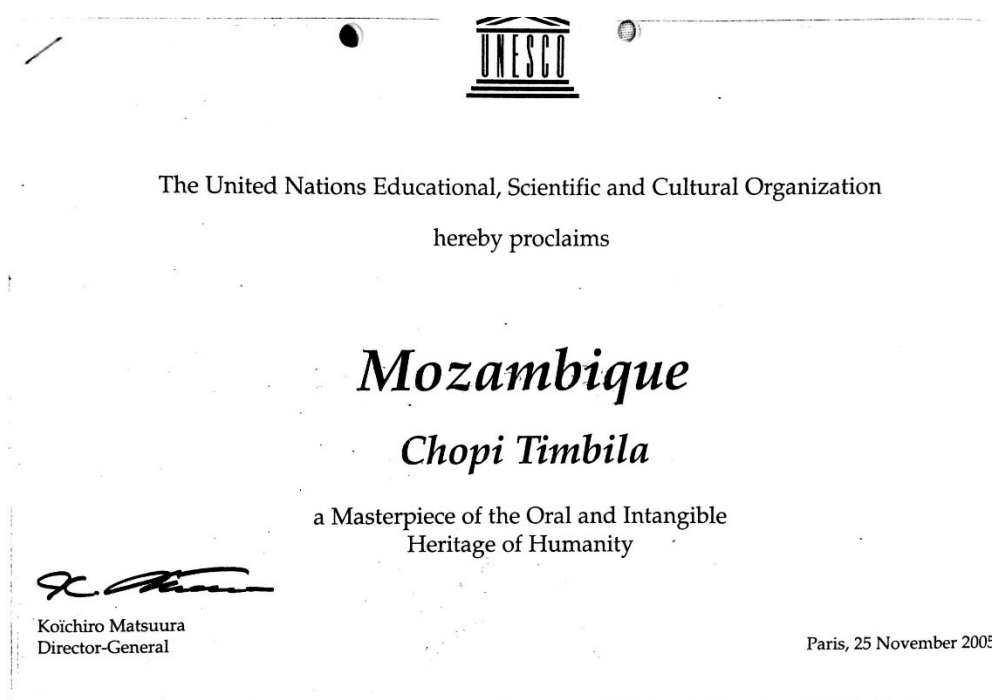 UNESCO
The United Nations Educational, Scientific and Cultural Organization
hereby proclaims
Mozambique
Chopi Timbila
a Masterpiece of the Oral and Intangible
Heritage of Humanity
Koïchiro Matsuura
Director-General
Paris, 25 November 2005